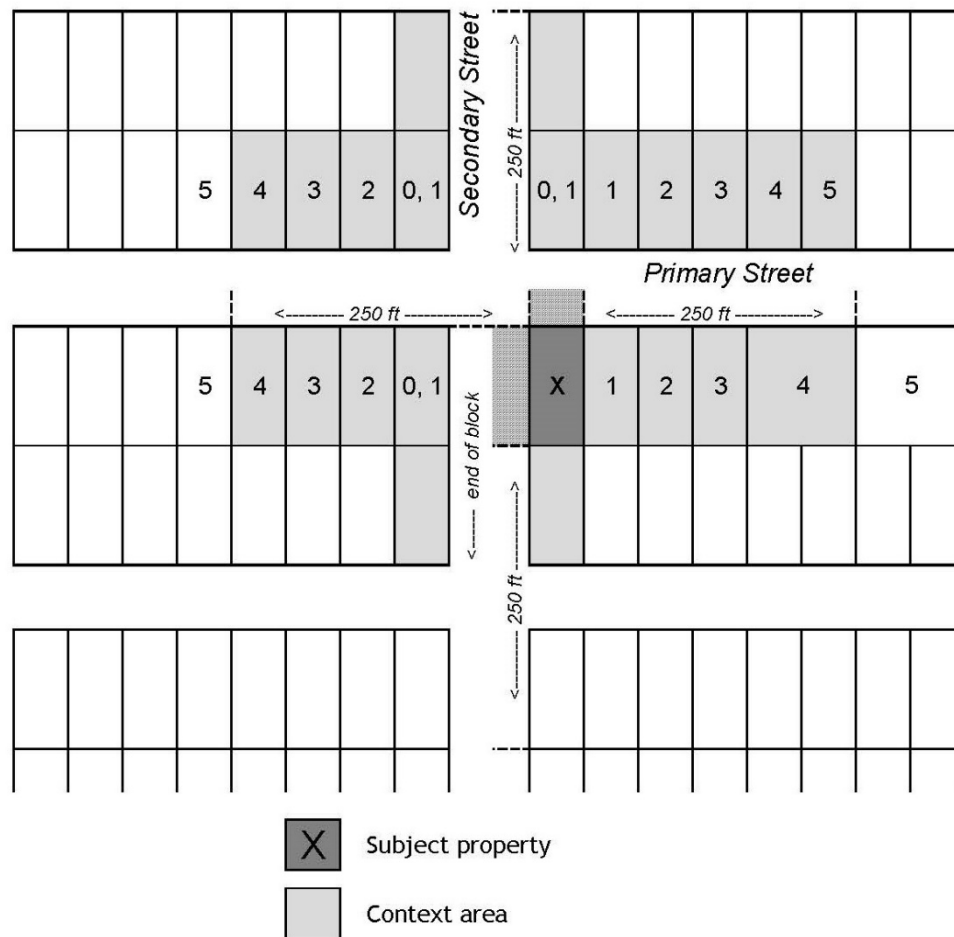 Secondary Street
<-------- 250 ft -------->
5 4 3 2 0, 1
0, 1 1 2 3 4 5
Primary Street
<-------- 250 ft ----------->
<------- 250 ft ----------->
5 4 3 2 0, 1
X 1 2 3 4 5
<------ end of block
<------- 250 ft ------->
X Subject property
Context area